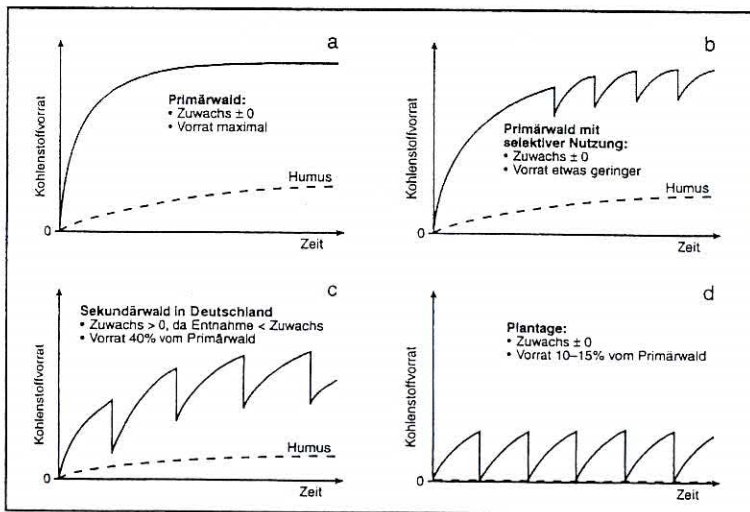 a
Kohlenstoffvorrat
Primärwald:
• Zuwachs ± 0
• Vorrat maximal
Humus
0
Zeit
b
Kohlenstoffvorrat
Primärwald mit
selektiver Nutzung:
• Zuwachs ± 0
• Vorrat etwas geringer
Humus
0
Zeit
c
Kohlenstoffvorrat
Sekundärwald in Deutschland
• Zuwachs > 0, da Entnahme < Zuwachs
• Vorrat 40% vom Primärwald
Humus
0
Zeit
d
Kohlenstoffvorrat
Plantage:
• Zuwachs ± 0
• Vorrat 10–15% vom Primärwald
0
Zeit